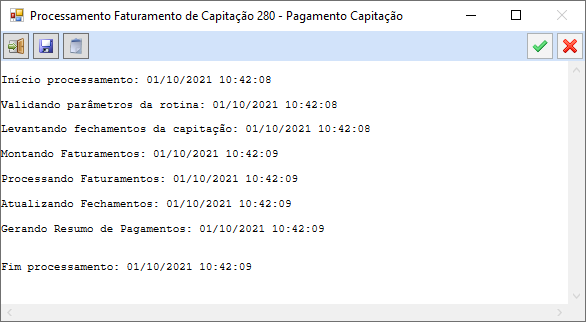 Processamento Faturamento de Capitação 280 - Pagamento Capitação
Início processamento: 01/10/2021 10:42:08
Validando parâmetros da rotina: 01/10/2021 10:42:08
Levantando fechamentos da capitação: 01/10/2021 10:42:08
Montando Faturamentos: 01/10/2021 10:42:09
Processando Faturamentos: 01/10/2021 10:42:09
Atualizando Fechamentos: 01/10/2021 10:42:09
Gerando Resumo de Pagamentos: 01/10/2021 10:42:09
Fim processamento: 01/10/2021 10:42:09